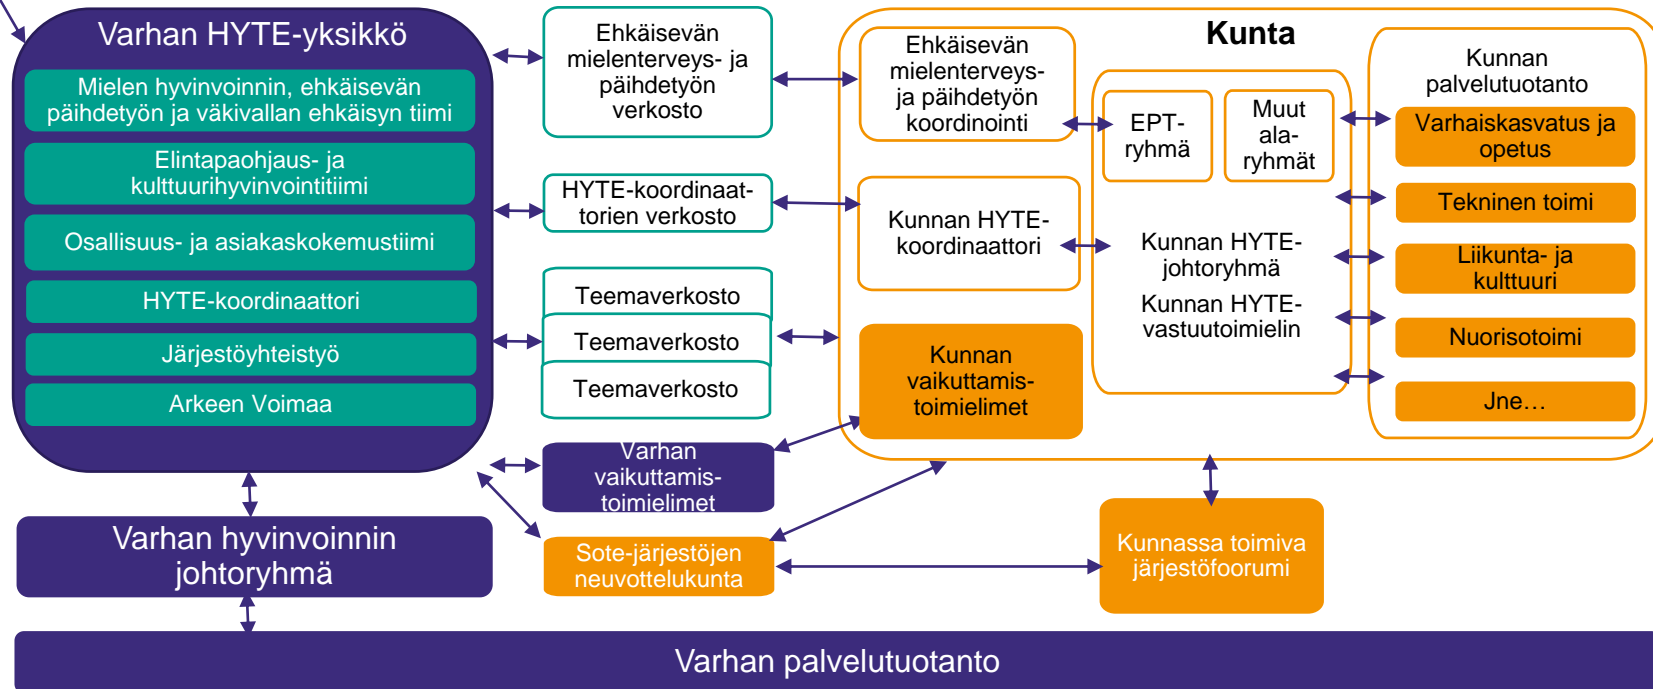 Varhan HYTE-yksikkö
Mielen hyvinvoinnin, ehkäisevän
päihdetyön ja väkivallan ehkäisyn tiimi
Elintapaohjaus- ja
kulttuurihyvinvointitiimi
Osallisuus- ja asiakaskokemustiimi
HYTE-koordinaattori
Järjestöyhteistyö
Arkeen Voimaa
Varhan hyvinvoinnin
johtoryhmä
Ehkäisevän
mielenterveys- ja
päihdetyön
verkosto
HYTE-koordinaat-
torien verkosto
Teemaverkosto
Teemaverkosto
Teemaverkosto
Varhan
vaikuttamis-
toimielimet
Sote-järjestöjen
neuvottelukunta
Kunta
Ehkäisevän
mielenterveys-
ja päihdetyön
koordinointi
Kunnan HYTE-
koordinaattori
Kunnan
vaikuttamis-
toimielimet
EPT-
ryhmä
Muut
ala-
ryhmät
Kunnan HYTE-
johtoryhmä
Kunnan HYTE-
vastuutoimielin
Kunnan
palvelutuotanto
Varhaiskasvatus ja
opetus
Tekninen toimi
Liikunta- ja
kulttuuri
Nuorisotoimi
Jne…
Kunnassa toimiva
järjestöfoorumi
Varhan palvelutuotanto